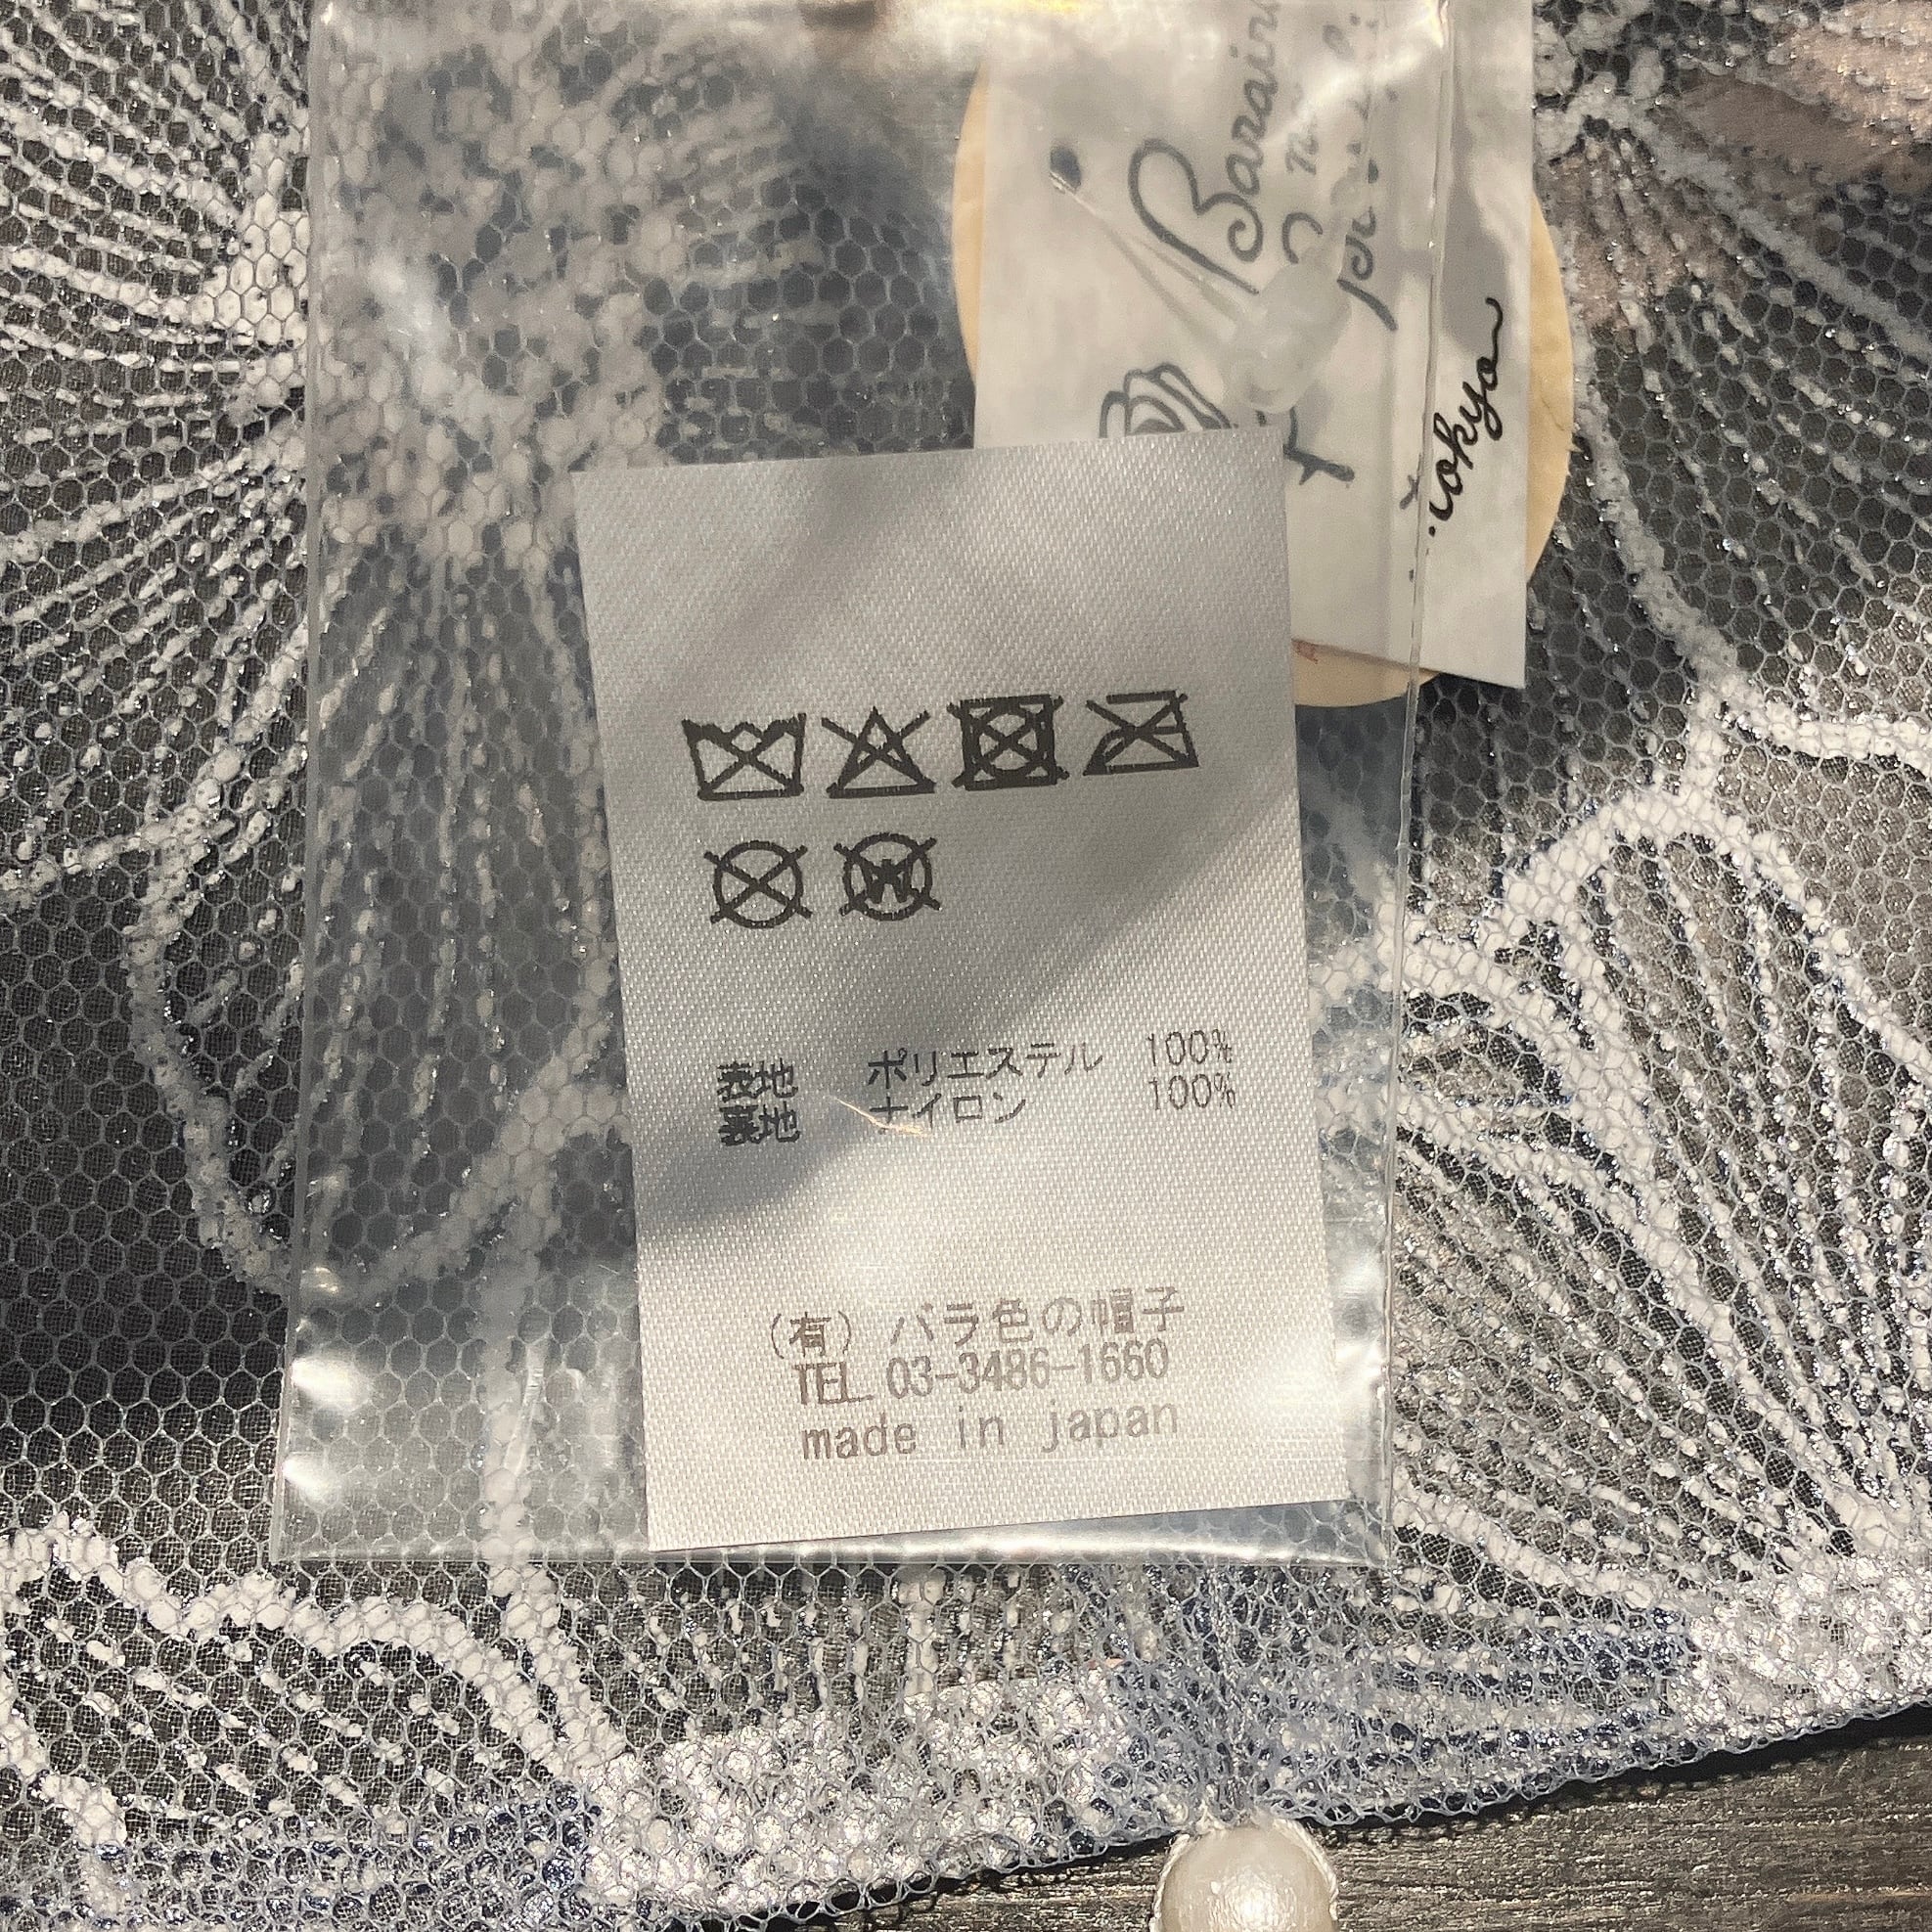 Tokyo
表地 ポリエステル 100%
裏地 ナイロン 100%
(有) バラ色の帽子
TEL 03-3486-1660
made in japan